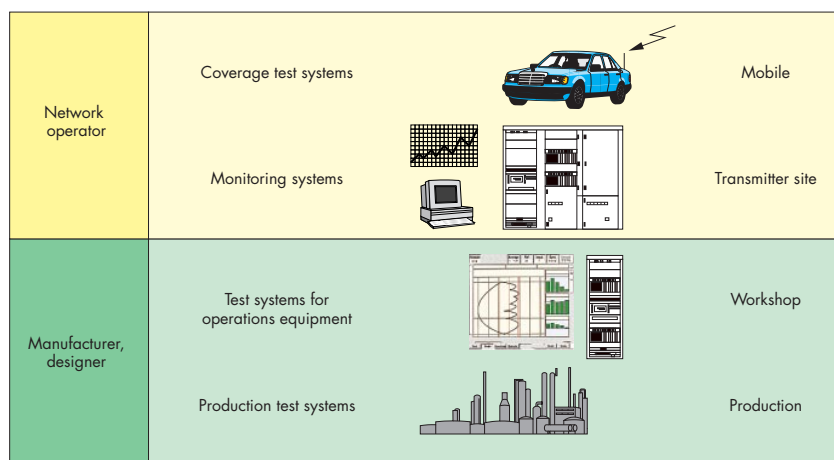 Coverage test systems
Mobile
Network
operator
Monitoring systems
Transmitter site
Test systems for
operations equipment
Workshop
Manufacturer,
designer
Production test systems
Production